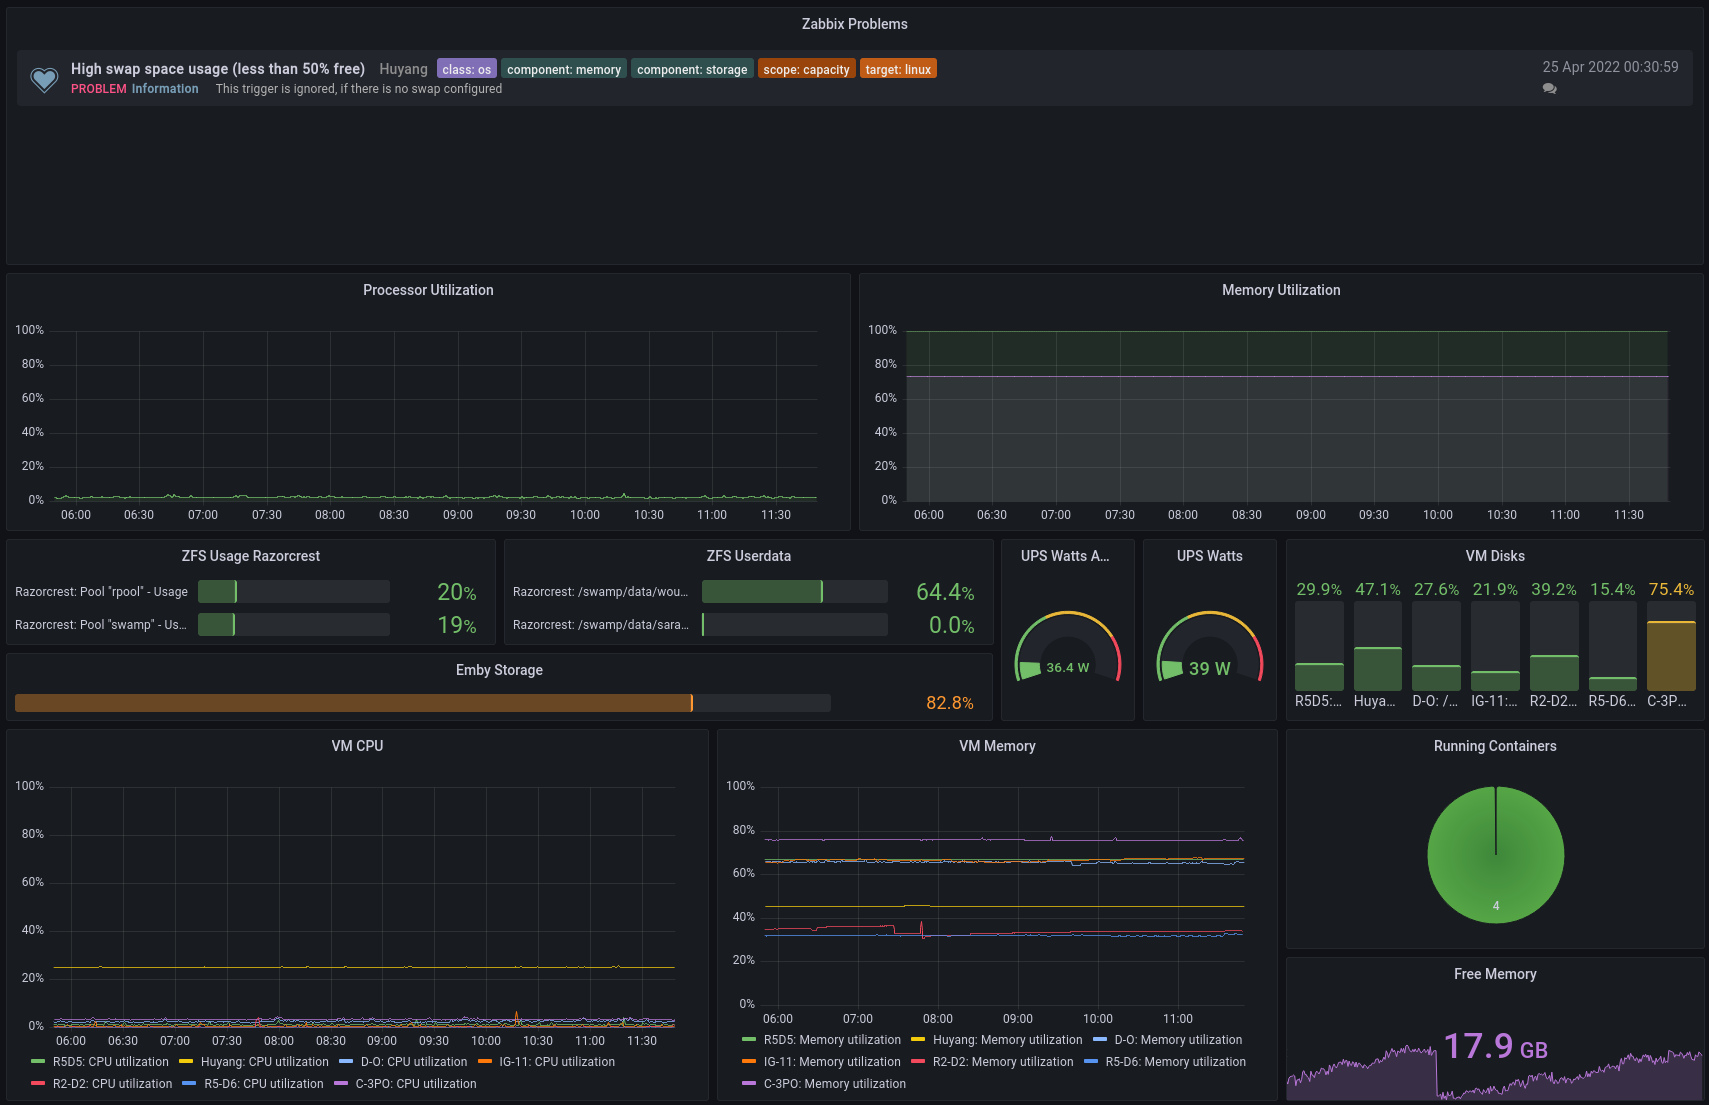 Zabbix Problems
High swap space usage (less than 50% free) Huyang class: os component: memory component: storage scope: capacity target: linux 25 Apr 2022 00:30:59
PROBLEM Information This trigger is ignored, if there is no swap configured
Processor Utilization
100%
80%
60%
40%
20%
0%
06:00 06:30 07:00 07:30 08:00 08:30 09:00 09:30 10:00 10:30 11:00 11:30
Memory Utilization
100%
80%
60%
40%
20%
0%
06:00 06:30 07:00 07:30 08:00 08:30 09:00 09:30 10:00 10:30 11:00 11:30
ZFS Usage Razorcrest
Razorcrest: Pool "rpool" - Usage 20%
Razorcrest: Pool "swamp" - Us... 19%
ZFS Userdata
Razorcrest: /swamp/data/wou... 64.4%
Razorcrest: /swamp/data/sara... 0.0%
Emby Storage
82.8%
UPS Watts A...
36.4 W
UPS Watts
39 W
VM Disks
29.9% 47.1% 27.6% 21.9% 39.2% 15.4% 75.4%
R5D5:... Huya... D-O: /... IG-11:... R2-D2... R5-D6... C-3P...
VM CPU
100%
80%
60%
40%
20%
0%
06:00 06:30 07:00 07:30 08:00 08:30 09:00 09:30 10:00 10:30 11:00 11:30
R5D5: CPU utilization Huyang: CPU utilization D-O: CPU utilization IG-11: CPU utilization
R2-D2: CPU utilization R5-D6: CPU utilization C-3PO: CPU utilization
VM Memory
100%
80%
60%
40%
20%
0%
06:00 07:00 08:00 09:00 10:00 11:00
R5D5: Memory utilization Huyang: Memory utilization D-O: Memory utilization
IG-11: Memory utilization R2-D2: Memory utilization R5-D6: Memory utilization
C-3PO: Memory utilization
Running Containers
4
Free Memory
17.9 GB